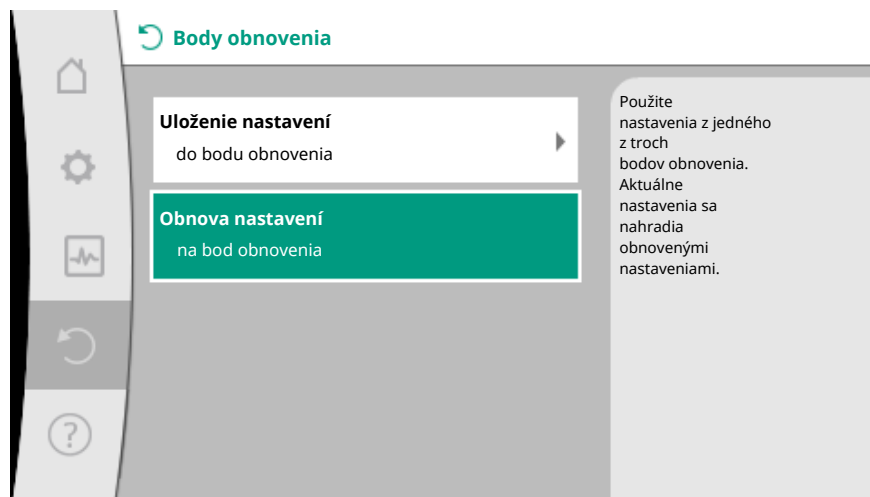 Body obnovenia
Uloženie nastavení
do bodu obnovenia
Obnova nastavení
na bod obnovenia
Použite
nastavenia z jedného
z troch
bodov obnovenia.
Aktuálne
nastavenia sa
nahradia
obnovenými
nastaveniami.
?